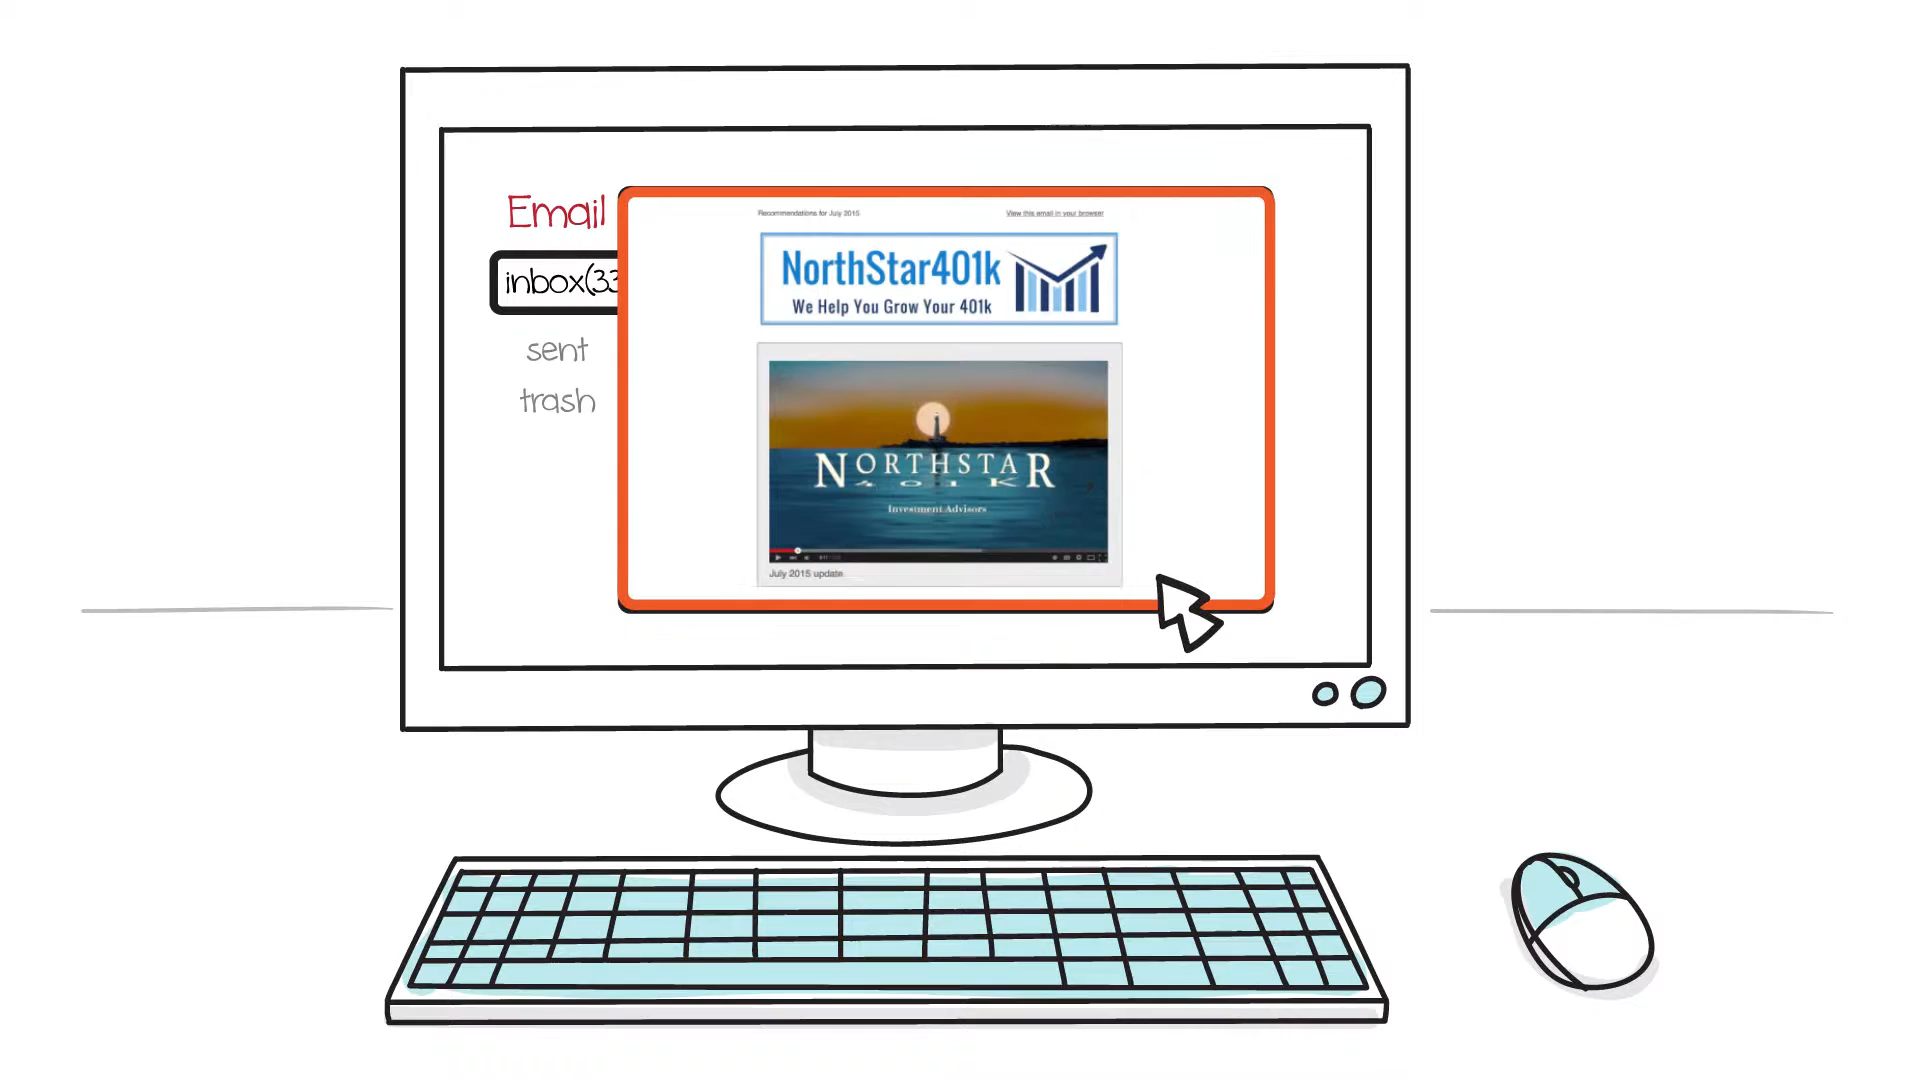 Email
inbox(33
sent
trash
Recommendations for July 2015
View this email in your browser
NorthStar401k
We Help You Grow Your 401k
NORTHSTAR
401K
Investment Advisors
July 2015 update